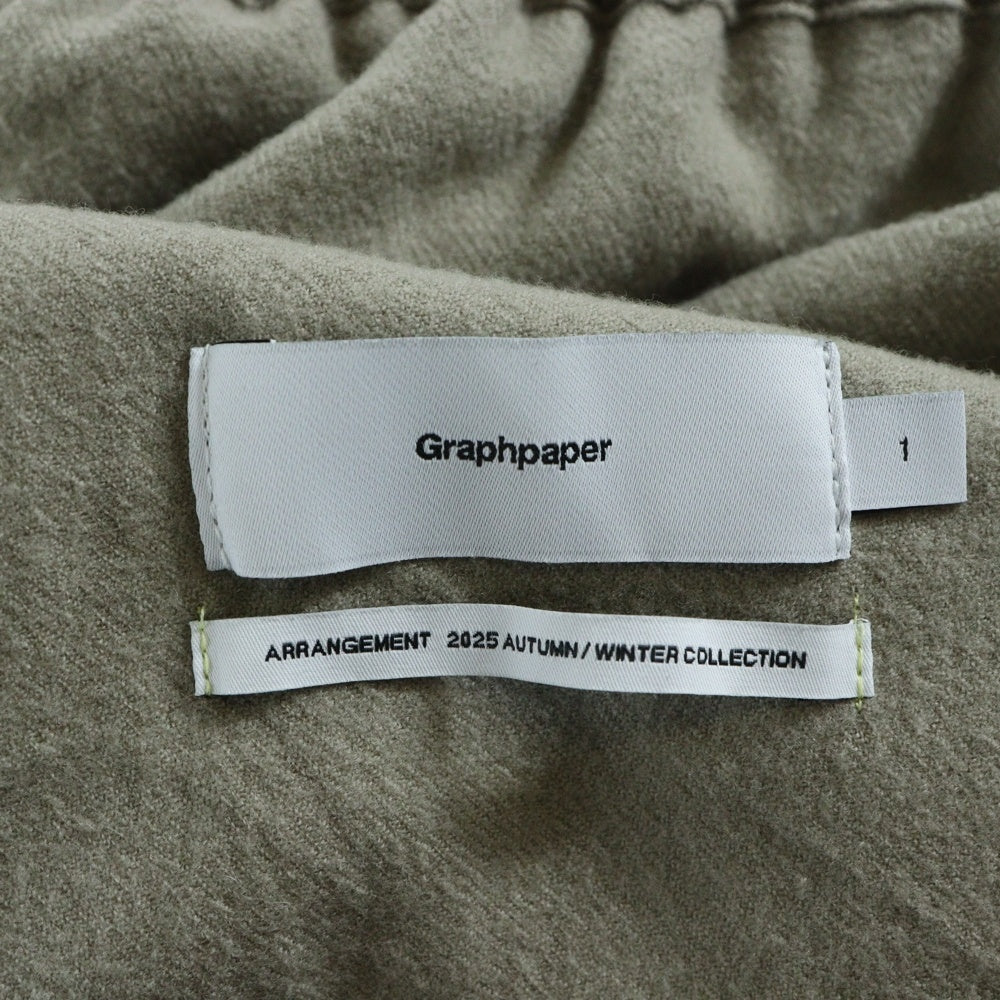 Graphpaper
1
ARRANGEMENT 2025 AUTUMN / WINTER COLLECTION